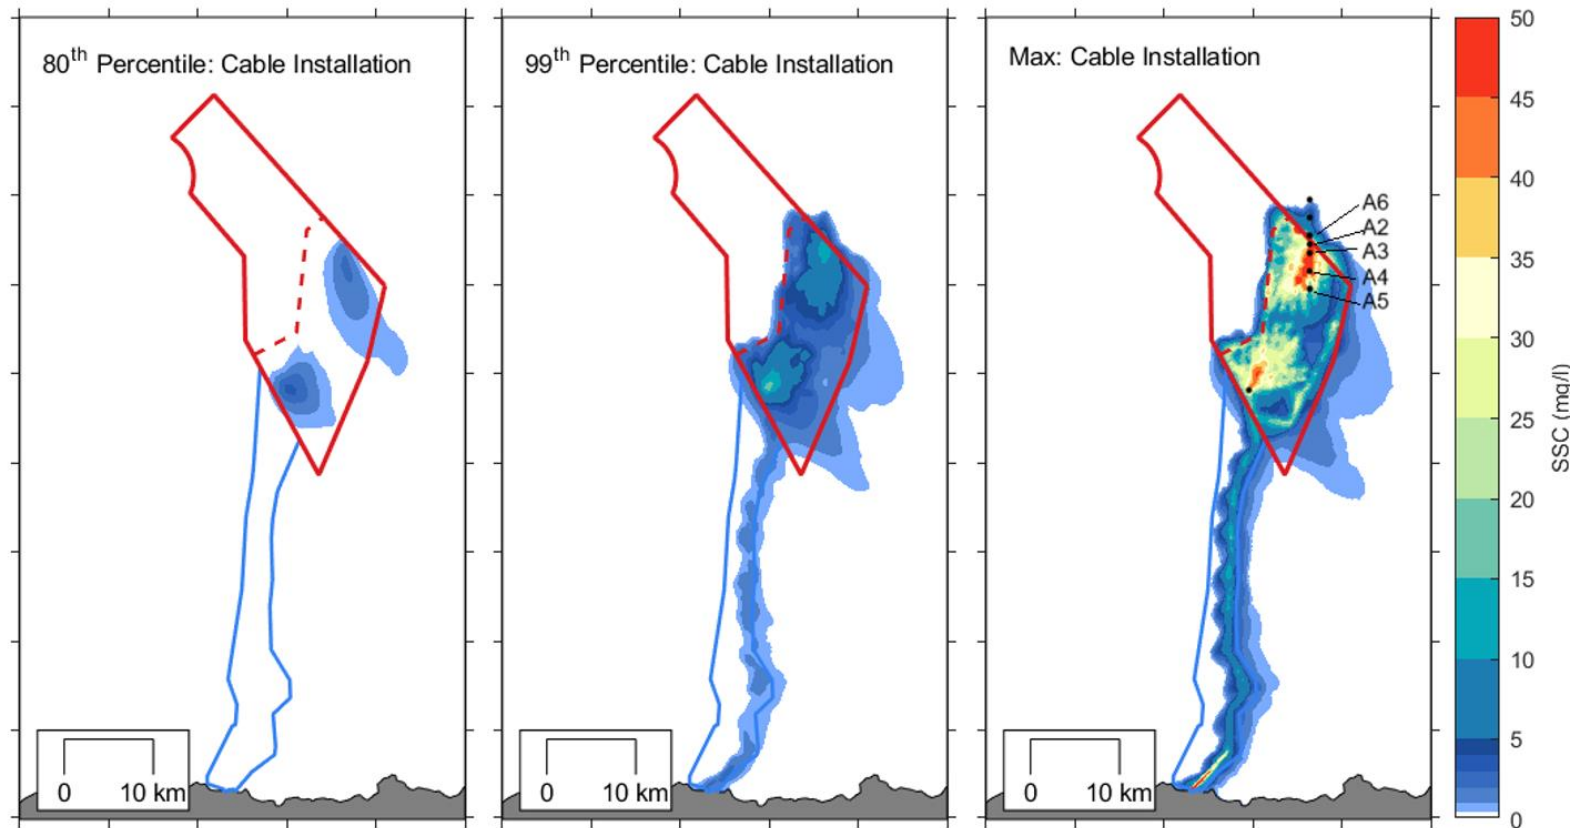 80th Percentile: Cable Installation
99th Percentile: Cable Installation
Max: Cable Installation
A6
A2
A3
A4
A5
0 10 km
0 10 km
0 10 km
50
45
40
35
30
25
20
15
10
5
0
SSC (mg/l)